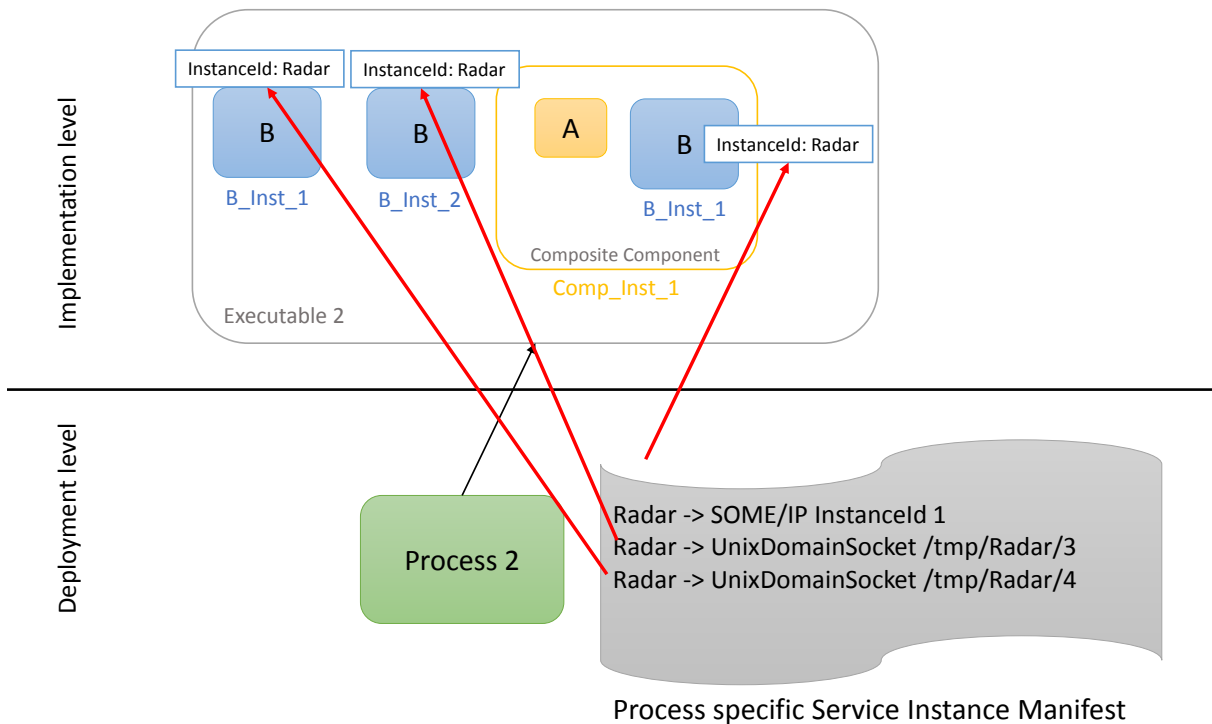 Implementation level
InstanceId: Radar
InstanceId: Radar
B
B
A
B
InstanceId: Radar
B_Inst_1
B_Inst_2
B_Inst_1
Composite Component
Comp_Inst_1
Executable 2
Deployment level
Process 2
Radar -> SOME/IP InstanceId 1
Radar -> UnixDomainSocket /tmp/Radar/3
Radar -> UnixDomainSocket /tmp/Radar/4
Process specific Service Instance Manifest